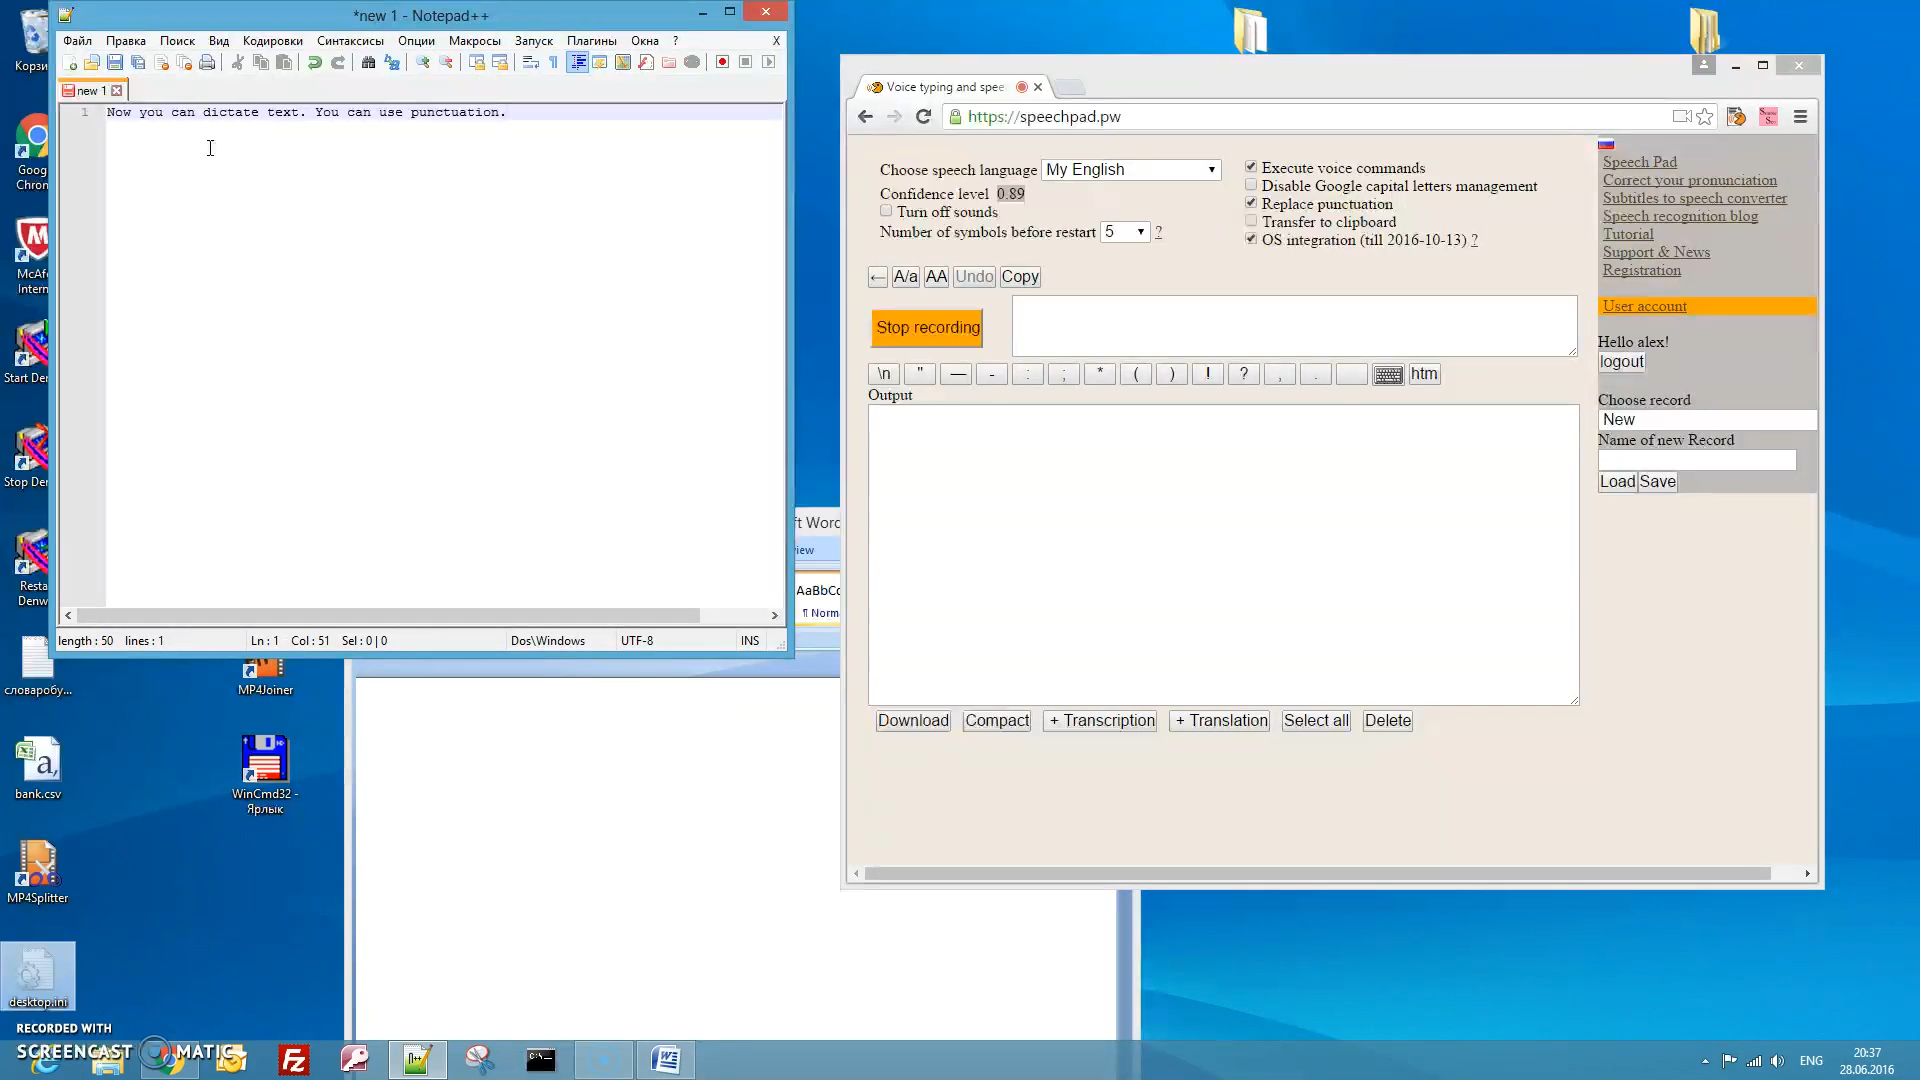 *new 1 - Notepad++
Файл Правка Поиск Вид Кодировки Синтаксисы Опции Макросы Запуск Плагины Окна ? X
new 1
1 Now you can dictate text. You can use punctuation.
length : 50 lines : 1 Ln : 1 Col : 51 Sel : 0 | 0 Dos\Windows UTF-8 INS
Корзи
Goog
Chron
McAf
Intern
Start Der
Stop Der
Resta
Denw
словаробу...
MP4Joiner
bank.csv
WinCmd32 -
Ярлык
MP4Splitter
desktop.ini
ft Word
iew
AaBbCc
¶ Norm
Voice typing and spee
https://speechpad.pw
Choose speech language My English
Confidence level 0.89
Turn off sounds
Number of symbols before restart 5 ?
Execute voice commands
Disable Google capital letters management
Replace punctuation
Transfer to clipboard
OS integration (till 2016-10-13) ?
← A/a AA Undo Copy
Stop recording
\n " — - : ; * ( ) ! ? , . htm
Output
Download Compact + Transcription + Translation Select all Delete
Speech Pad
Correct your pronunciation
Subtitles to speech converter
Speech recognition blog
Tutorial
Support & News
Registration
User account
Hello alex!
logout
Choose record
New
Name of new Record
Load Save
RECORDED WITH
SCREENCAST MATIC
ENG
20:37
28.06.2016